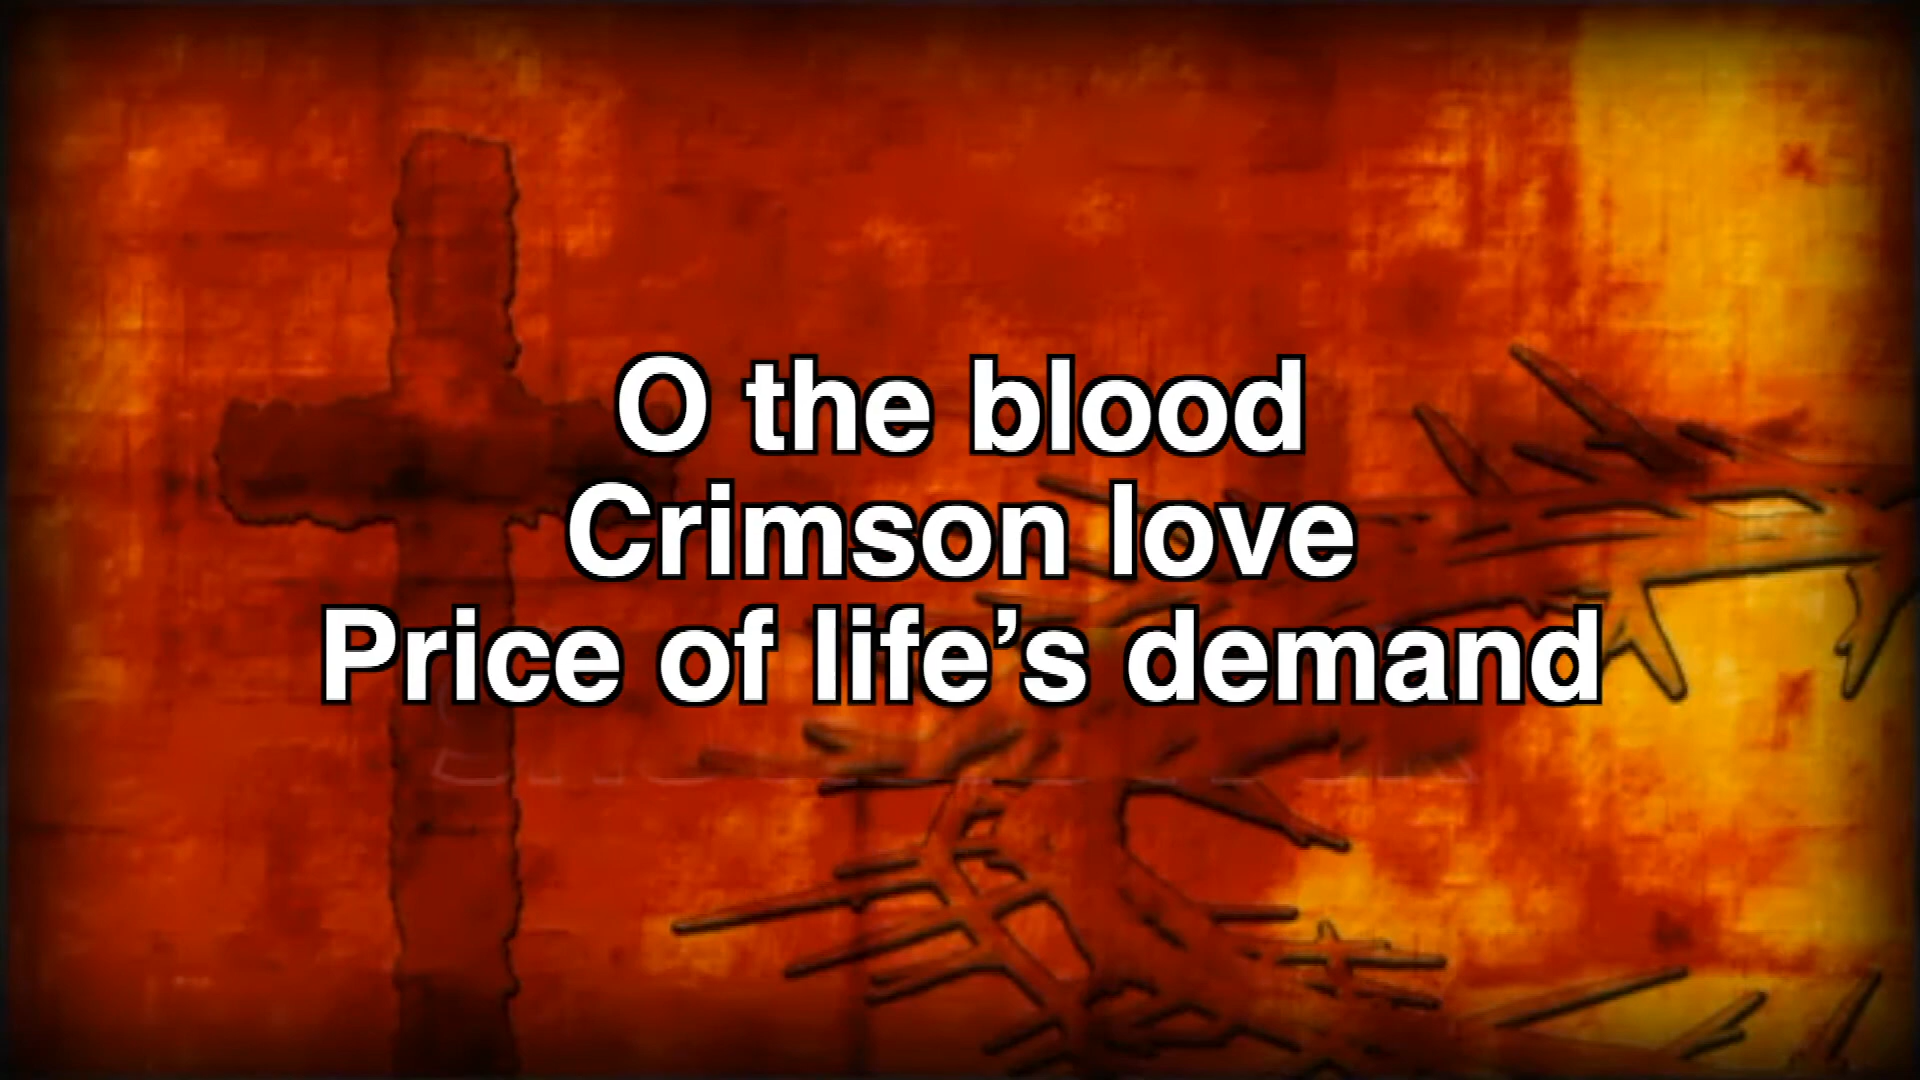 O the blood
Crimson love
Price of life’s demand